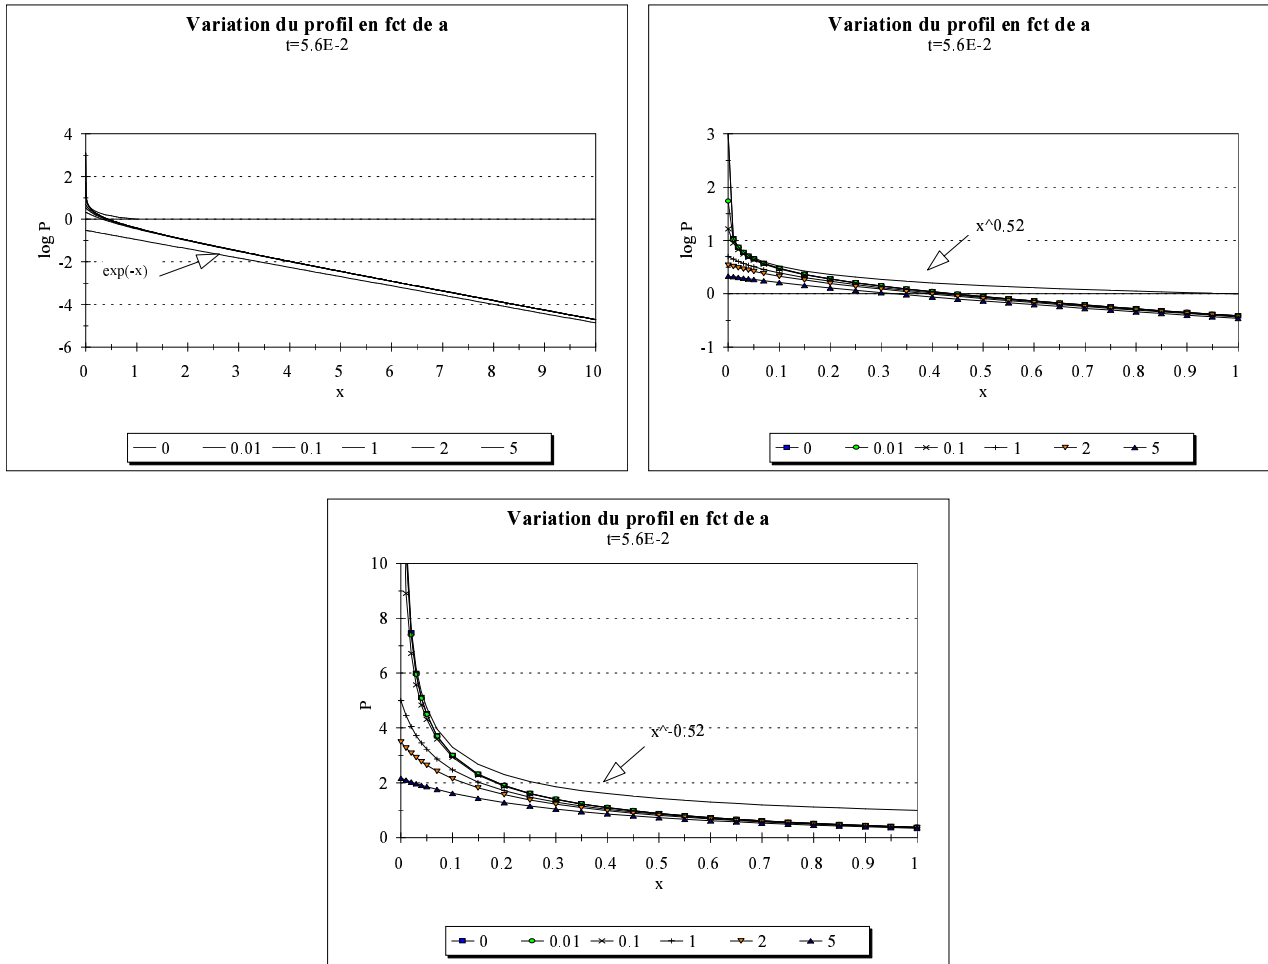 Variation du profil en fct de a
t=5.6E-2
4
2
0
-2
-4
-6
log P
exp(-x)
0 1 2 3 4 5 6 7 8 9 10
x
0 0.01 0.1 1 2 5
Variation du profil en fct de a
t=5.6E-2
3
2
1
0
-1
log P
x^0.52
0 0.1 0.2 0.3 0.4 0.5 0.6 0.7 0.8 0.9 1
x
0 0.01 0.1 1 2 5
Variation du profil en fct de a
t=5.6E-2
10
8
6
4
2
0
P
x^-0.52
0 0.1 0.2 0.3 0.4 0.5 0.6 0.7 0.8 0.9 1
x
0 0.01 0.1 1 2 5